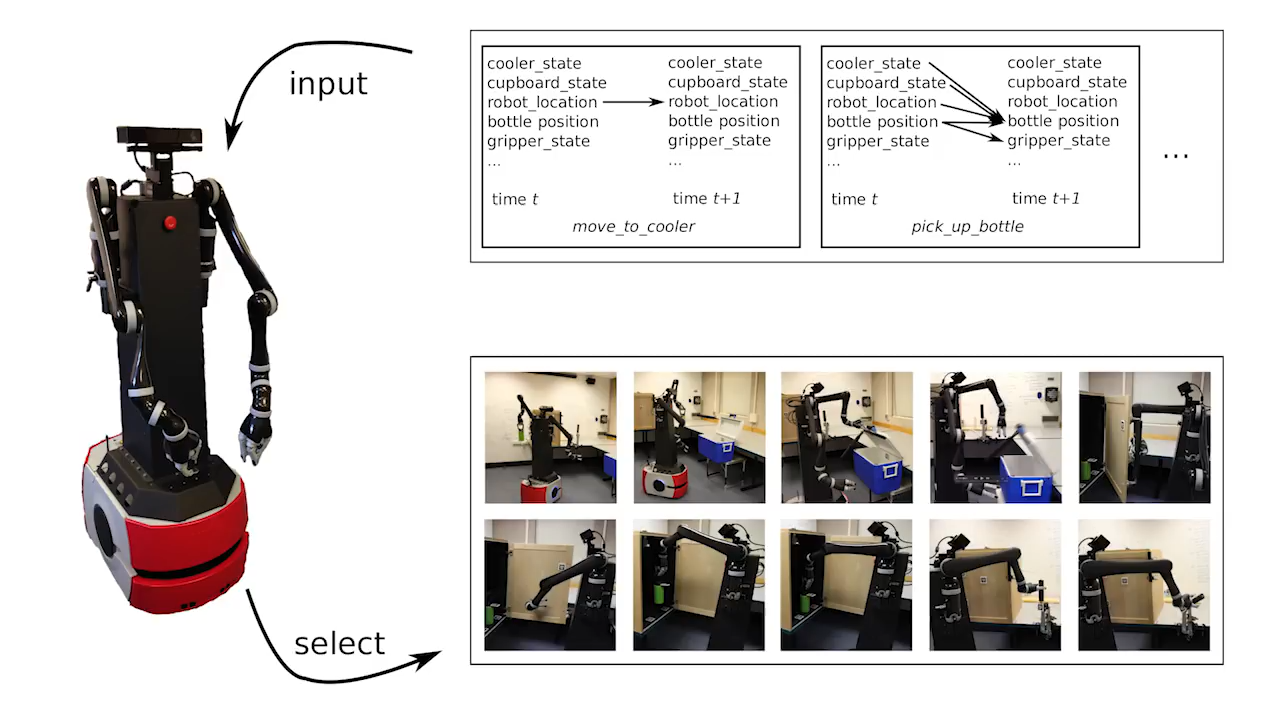 input
cooler_state
cupboard_state
robot_location
bottle position
gripper_state
...
time t
cooler_state
cupboard_state
robot_location
bottle position
gripper_state
...
time t+1
move_to_cooler
cooler_state
cupboard_state
robot_location
bottle position
gripper_state
...
time t
cooler_state
cupboard_state
robot_location
bottle position
gripper_state
...
time t+1
pick_up_bottle
...
select